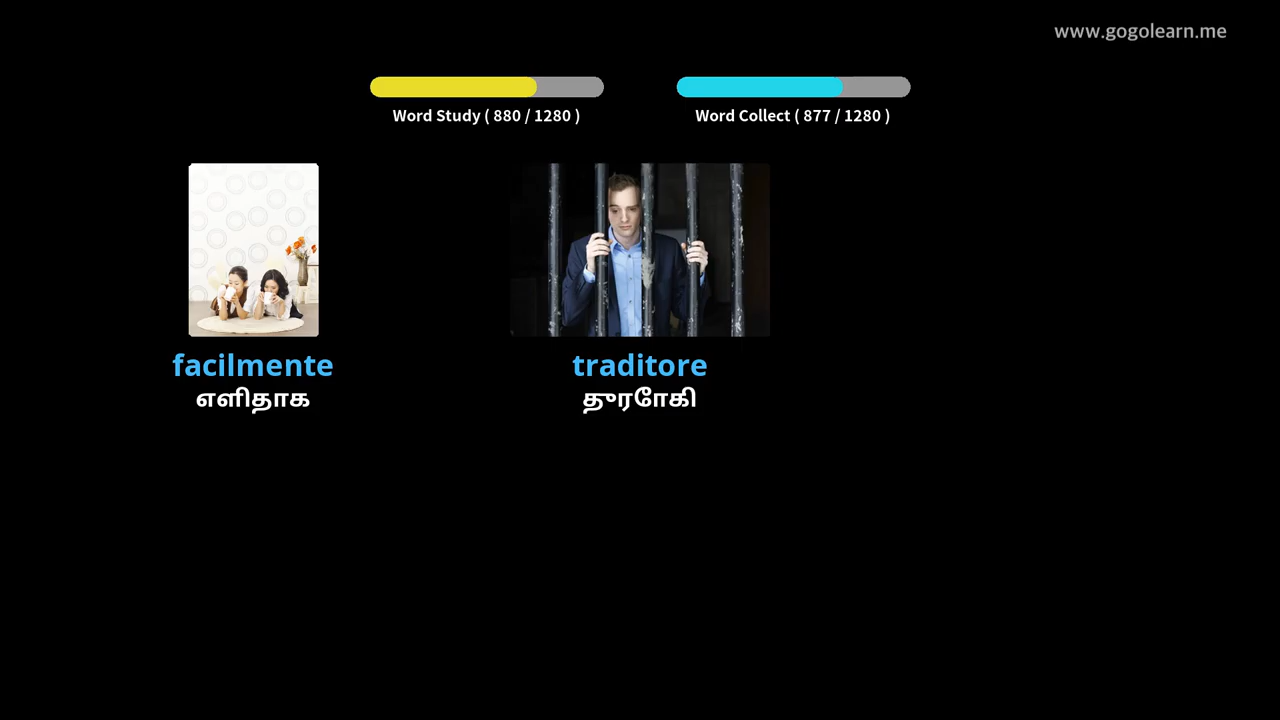 www.gogolearn.me
Word Study ( 880 / 1280 )
Word Collect ( 877 / 1280 )
facilmente
எளிதாக
traditore
துரோகி